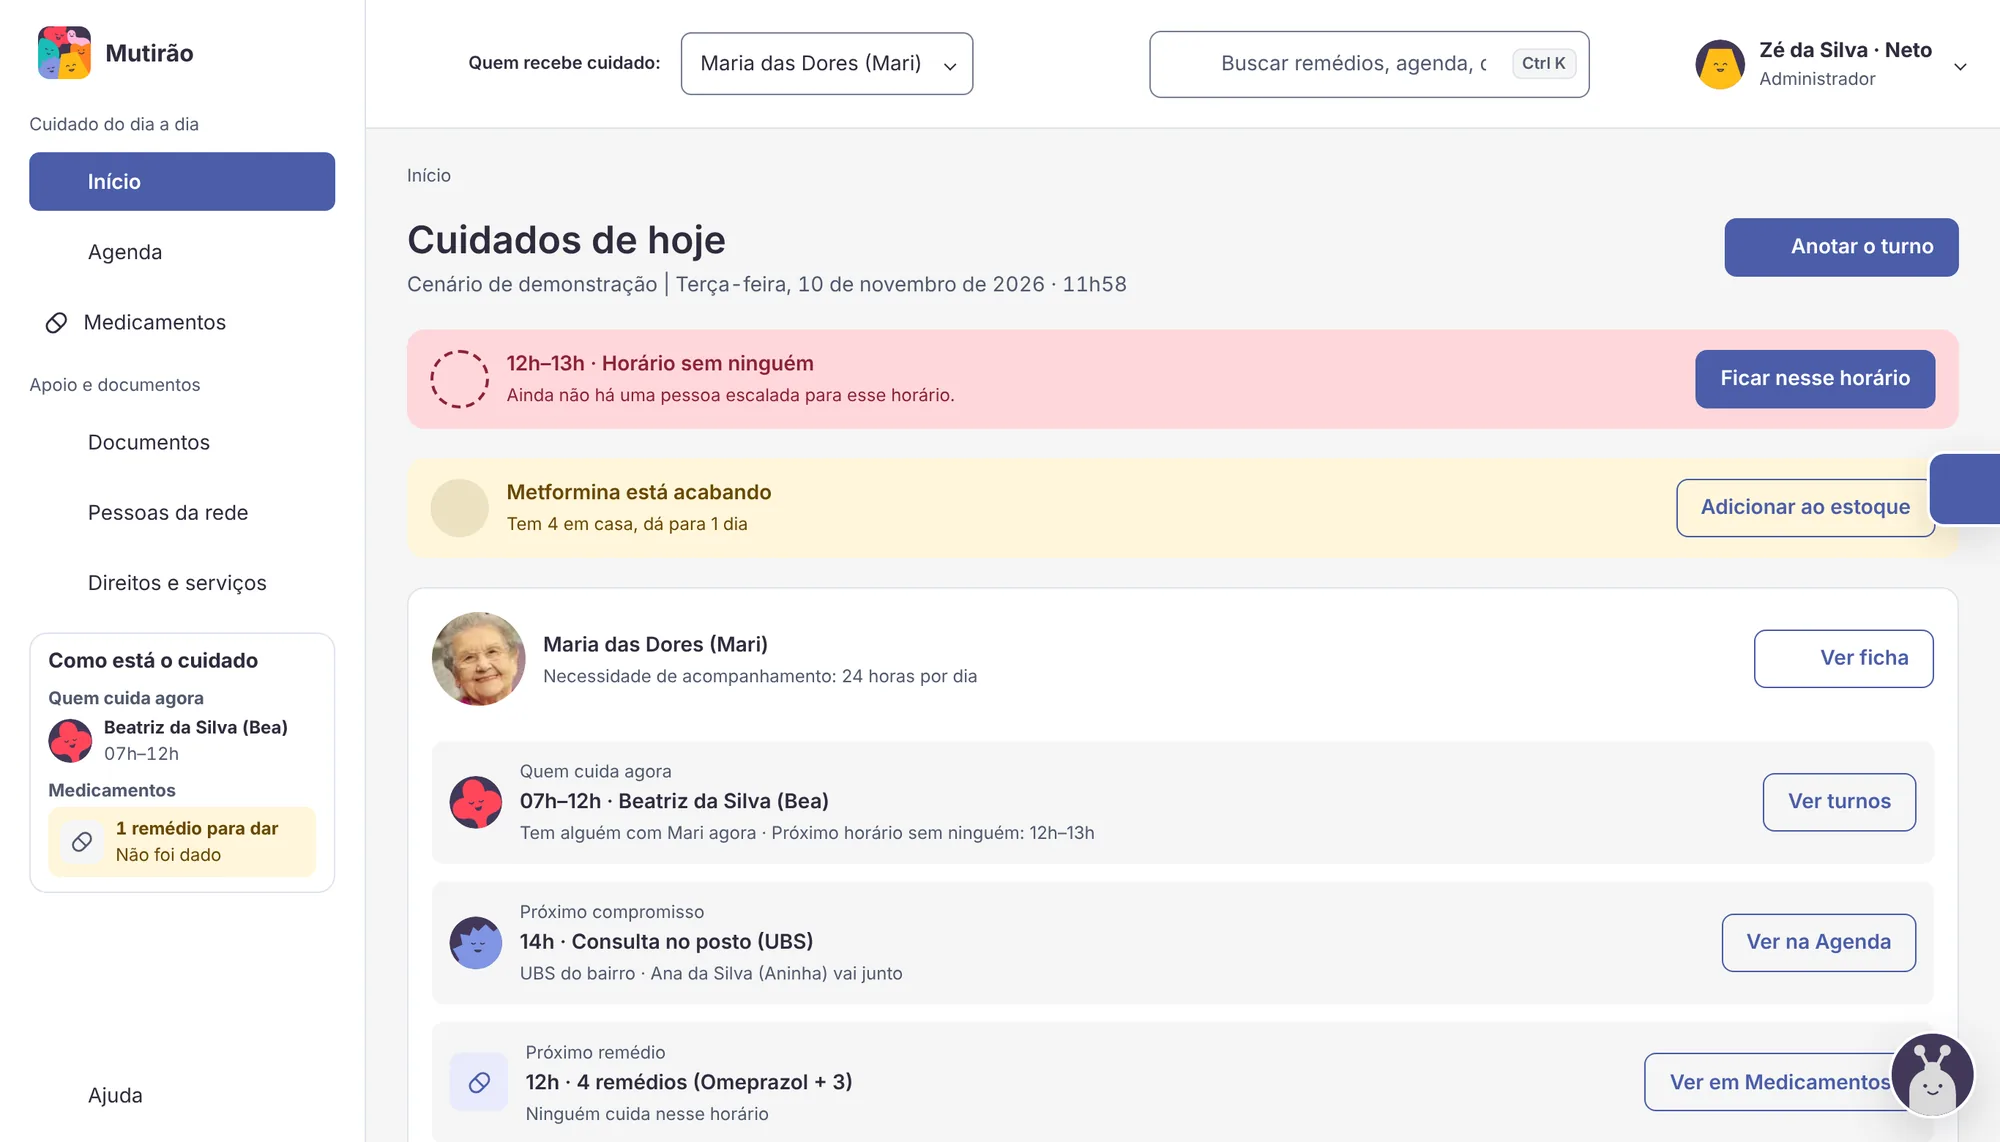 Mutirão
Cuidado do dia a dia
Início
Agenda
Medicamentos
Apoio e documentos
Documentos
Pessoas da rede
Direitos e serviços
Como está o cuidado
Quem cuida agora
Beatriz da Silva (Bea)
07h–12h
Medicamentos
1 remédio para dar
Não foi dado
Ajuda
Quem recebe cuidado:
Maria das Dores (Mari)
Buscar remédios, agenda,
Ctrl K
Zé da Silva · Neto
Administrador
Início
Cuidados de hoje
Cenário de demonstração | Terça-feira, 10 de novembro de 2026 · 11h58
Anotar o turno
12h–13h · Horário sem ninguém
Ainda não há uma pessoa escalada para esse horário.
Ficar nesse horário
Metformina está acabando
Tem 4 em casa, dá para 1 dia
Adicionar ao estoque
Maria das Dores (Mari)
Necessidade de acompanhamento: 24 horas por dia
Ver ficha
Quem cuida agora
07h–12h · Beatriz da Silva (Bea)
Tem alguém com Mari agora · Próximo horário sem ninguém: 12h–13h
Ver turnos
Próximo compromisso
14h · Consulta no posto (UBS)
UBS do bairro · Ana da Silva (Aninha) vai junto
Ver na Agenda
Próximo remédio
12h · 4 remédios (Omeprazol + 3)
Ninguém cuida nesse horário
Ver em Medicamentos